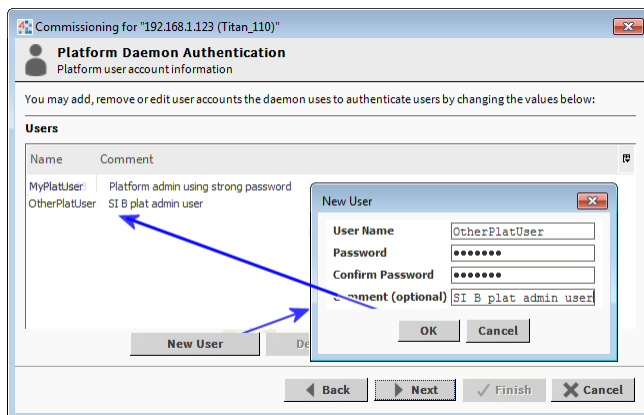 Commissioning for "192.168.1.123 (Titan_110)"
Platform Daemon Authentication
Platform user account information
You may add, remove or edit user accounts the daemon uses to authenticate users by changing the values below:
Users
Name Comment
MyPlatUser Platform admin using strong password
OtherPlatUser SI B plat admin user
New User
User Name OtherPlatUser
Password •••••••
Confirm Password •••••••
Comment (optional) SI B plat admin user
OK Cancel
New User De
Back Next Finish Cancel